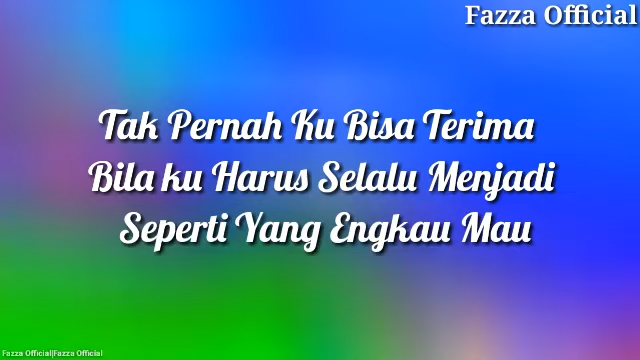 Fazza Official
Tak Pernah Ku Bisa Terima
Bila ku Harus Selalu Menjadi
Seperti Yang Engkau Mau
Fazza Official|Fazza Official